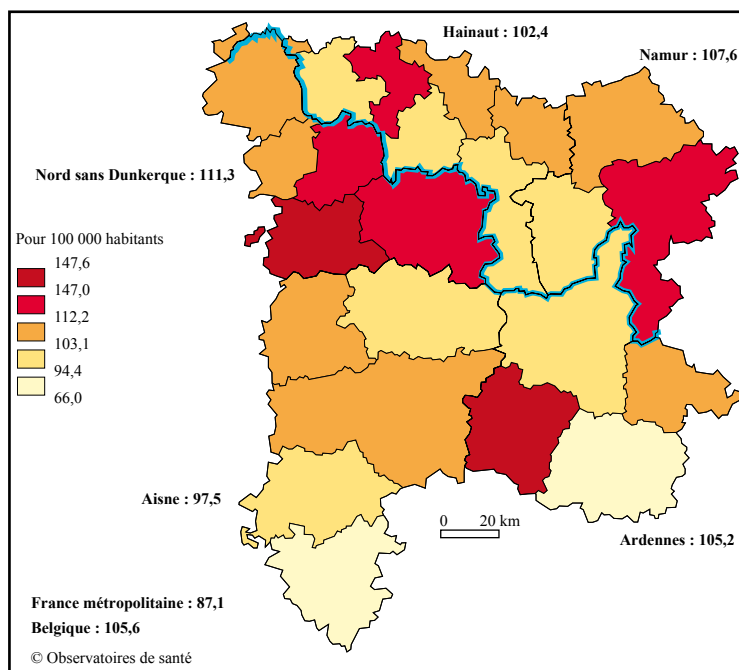 Hainaut : 102,4
Namur : 107,6
Nord sans Dunkerque : 111,3
Pour 100 000 habitants
147,6
147,0
112,2
103,1
94,4
66,0
Aisne : 97,5
0 20 km
Ardennes : 105,2
France métropolitaine : 87,1
Belgique : 105,6
© Observatoires de santé